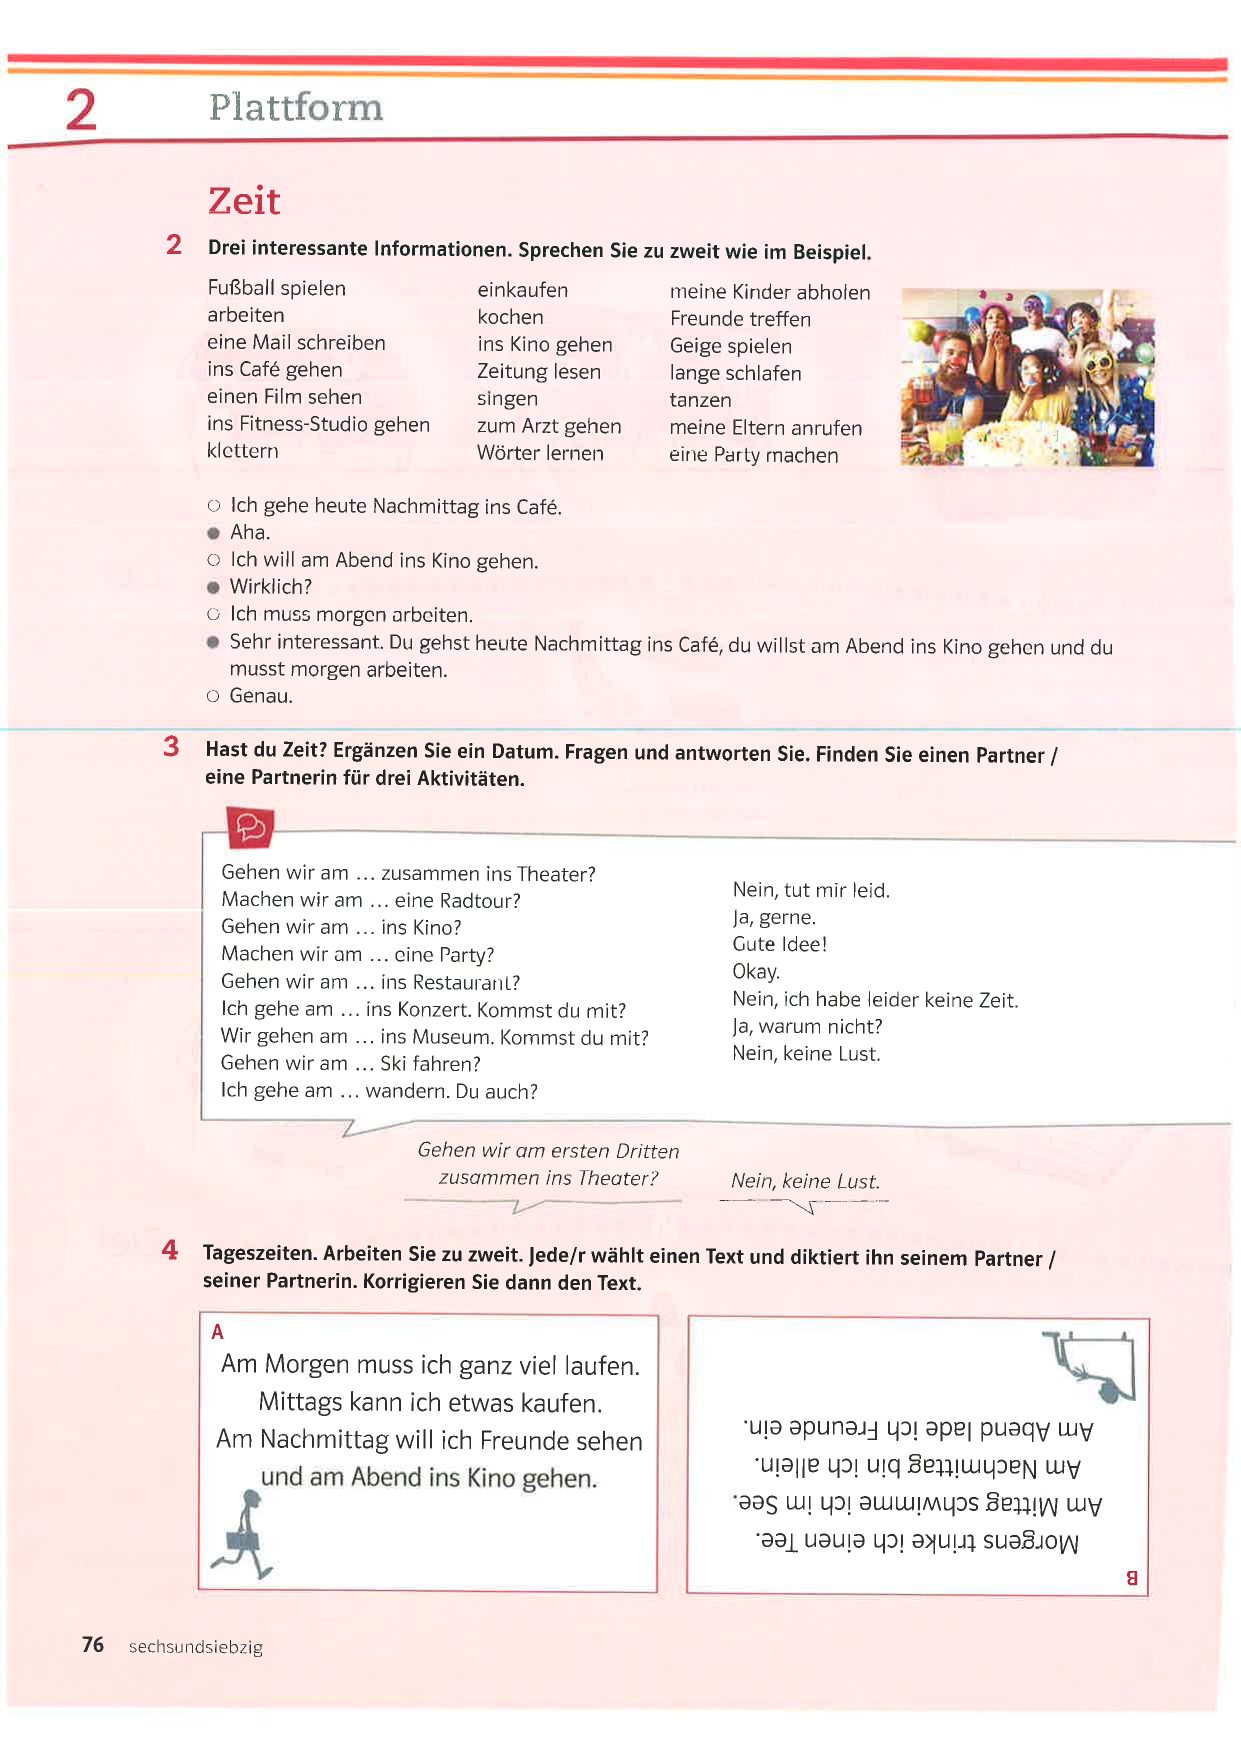 2
Plattform
Zeit
2 Drei interessante Informationen. Sprechen Sie zu zweit wie im Beispiel.
Fußball spielen
arbeiten
eine Mail schreiben
ins Café gehen
einen Film sehen
ins Fitness-Studio gehen
klettern
einkaufen
kochen
ins Kino gehen
Zeitung lesen
singen
zum Arzt gehen
Wörter lernen
meine Kinder abholen
Freunde treffen
Geige spielen
lange schlafen
tanzen
meine Eltern anrufen
eine Party machen
○ Ich gehe heute Nachmittag ins Café.
● Aha.
○ Ich will am Abend ins Kino gehen.
● Wirklich?
○ Ich muss morgen arbeiten.
● Sehr interessant. Du gehst heute Nachmittag ins Café, du willst am Abend ins Kino gehen und du
musst morgen arbeiten.
○ Genau.
3 Hast du Zeit? Ergänzen Sie ein Datum. Fragen und antworten Sie. Finden Sie einen Partner /
eine Partnerin für drei Aktivitäten.
Gehen wir am ... zusammen ins Theater?
Machen wir am ... eine Radtour?
Gehen wir am ... ins Kino?
Machen wir am ... eine Party?
Gehen wir am ... ins Restaurant?
Ich gehe am ... ins Konzert. Kommst du mit?
Wir gehen am ... ins Museum. Kommst du mit?
Gehen wir am ... Ski fahren?
Ich gehe am ... wandern. Du auch?
Nein, tut mir leid.
Ja, gerne.
Gute Idee!
Okay.
Nein, ich habe leider keine Zeit.
Ja, warum nicht?
Nein, keine Lust.
Gehen wir am ersten Dritten
zusammen ins Theater?
Nein, keine Lust.
4 Tageszeiten. Arbeiten Sie zu zweit. Jede/r wählt einen Text und diktiert ihn seinem Partner /
seiner Partnerin. Korrigieren Sie dann den Text.
A
Am Morgen muss ich ganz viel laufen.
Mittags kann ich etwas kaufen.
Am Nachmittag will ich Freunde sehen
und am Abend ins Kino gehen.
B
Morgens trinke ich einen Tee.
Am Mittag schwimme ich im See.
Am Nachmittag bin ich allein.
Am Abend lade ich Freunde ein.
76 sechsundsiebzig